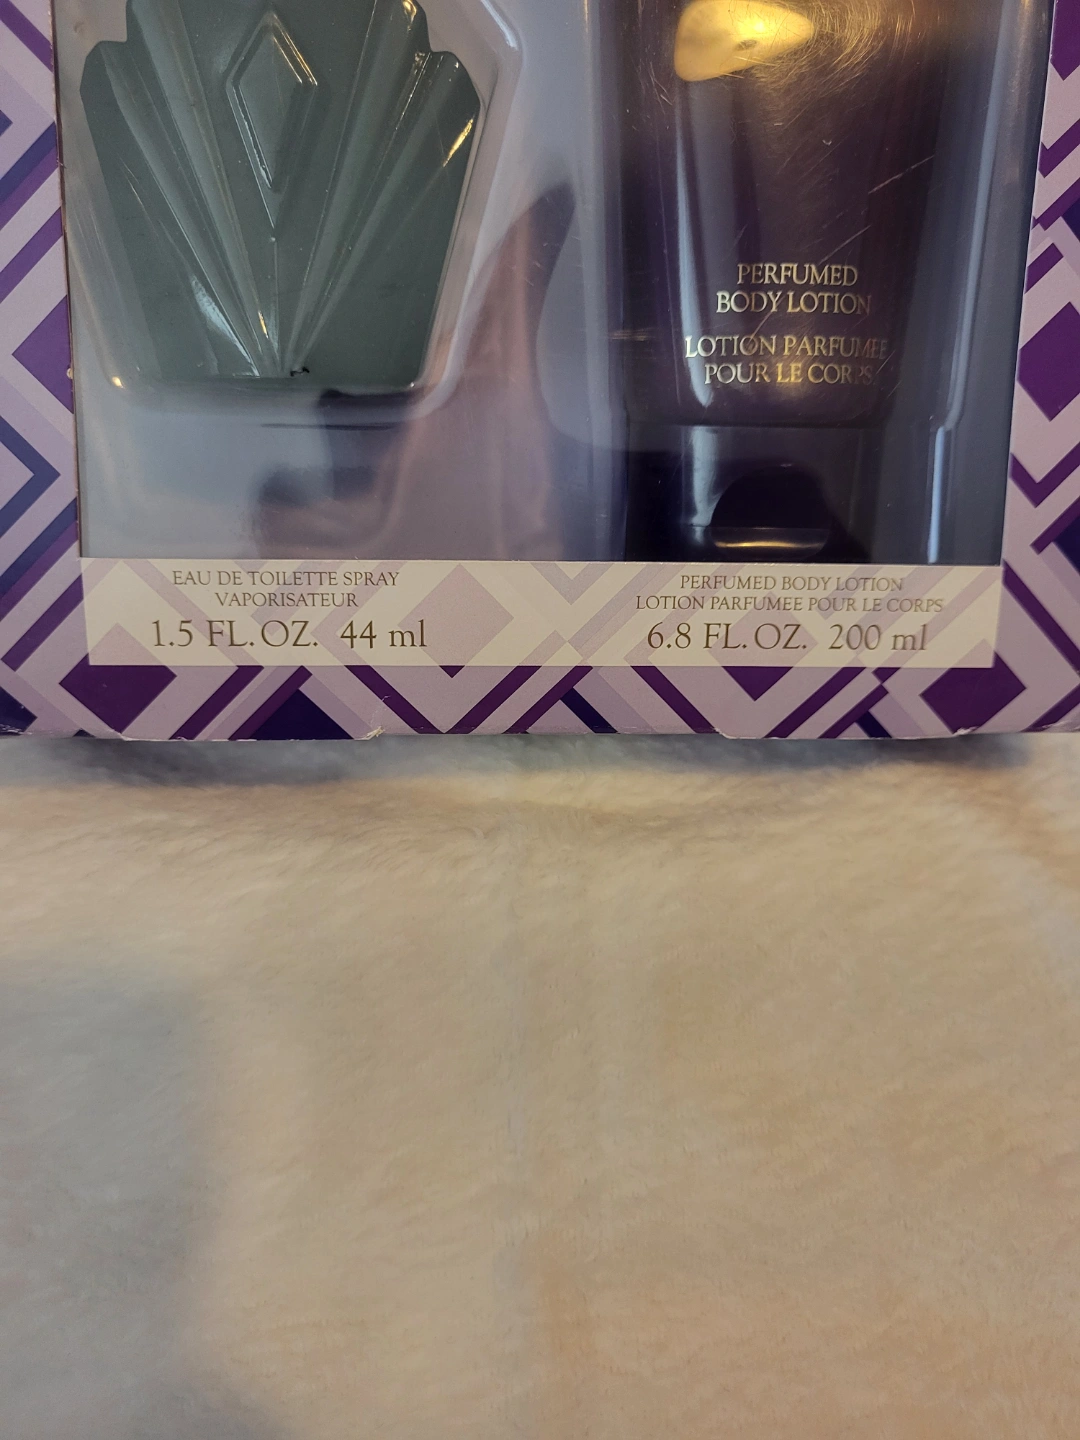 PERFUMED
BODY LOTION
LOTION PARFUMEE
POUR LE CORPS
EAU DE TOILETTE SPRAY
VAPORISATEUR
1.5 FL. OZ. 44 ml
PERFUMED BODY LOTION
LOTION PARFUMEE POUR LE CORPS
6.8 FL. OZ. 200 ml